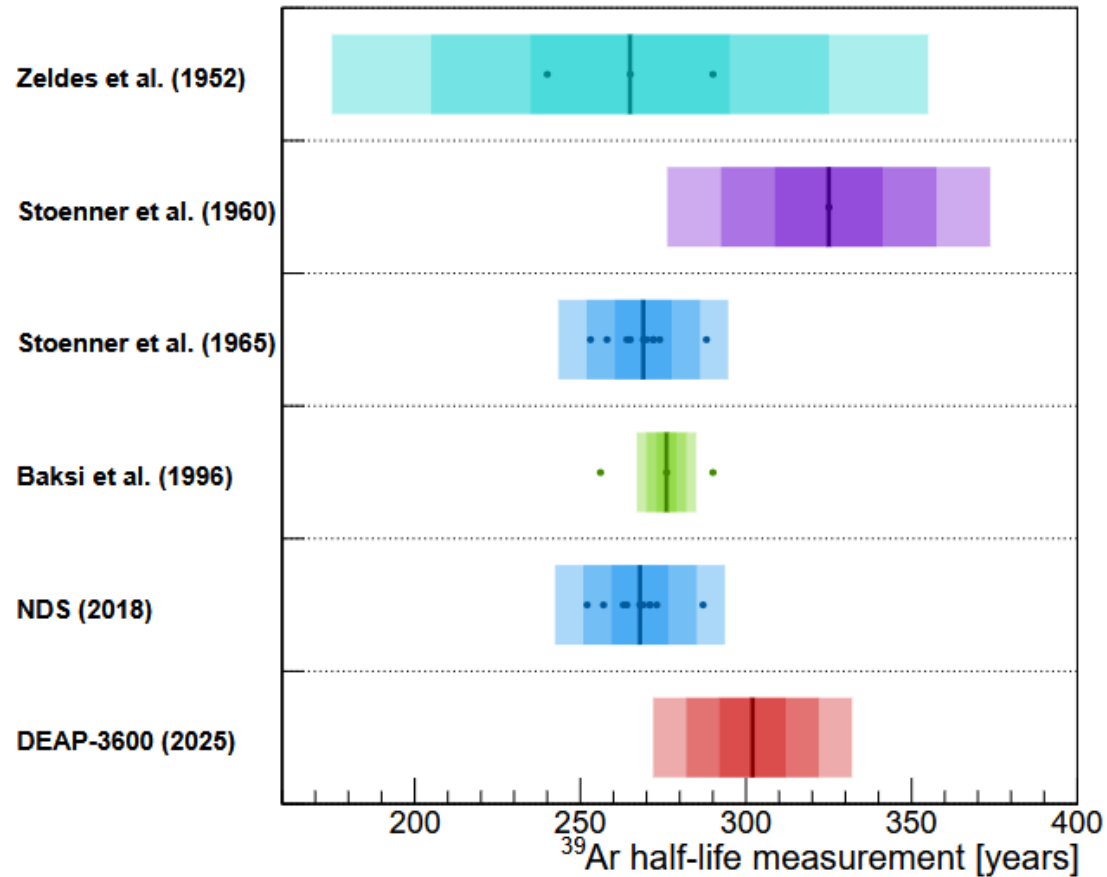 Zeldes et al. (1952)
Stoenner et al. (1960)
Stoenner et al. (1965)
Baksi et al. (1996)
NDS (2018)
DEAP-3600 (2025)
200 250 300 350 400
³⁹Ar half-life measurement [years]